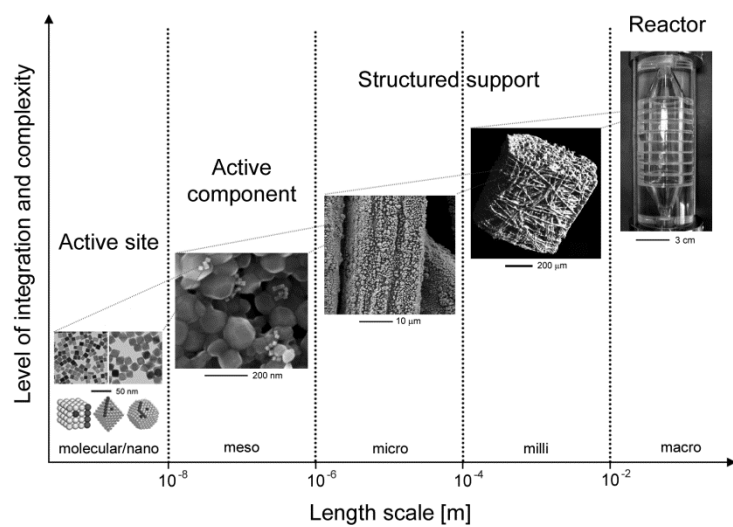 Reactor
Structured support
Active
component
Active site
Level of integration and complexity
3 cm
200 μm
10 μm
200 nm
50 nm
molecular/nano
meso
micro
milli
macro
10⁻⁸
10⁻⁶
10⁻⁴
10⁻²
Length scale [m]